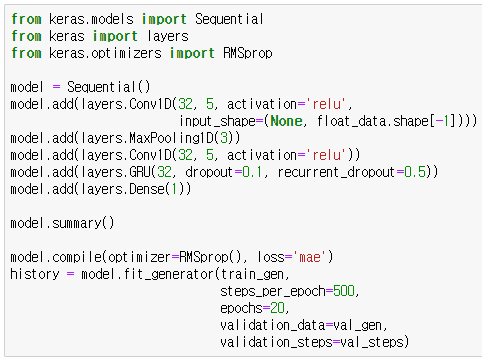 from keras.models import Sequential
from keras import layers
from keras.optimizers import RMSprop

model = Sequential()
model.add(layers.Conv1D(32, 5, activation='relu',
                        input_shape=(None, float_data.shape[-1])))
model.add(layers.MaxPooling1D(3))
model.add(layers.Conv1D(32, 5, activation='relu'))
model.add(layers.GRU(32, dropout=0.1, recurrent_dropout=0.5))
model.add(layers.Dense(1))

model.summary()

model.compile(optimizer=RMSprop(), loss='mae')
history = model.fit_generator(train_gen,
                              steps_per_epoch=500,
                              epochs=20,
                              validation_data=val_gen,
                              validation_steps=val_steps)